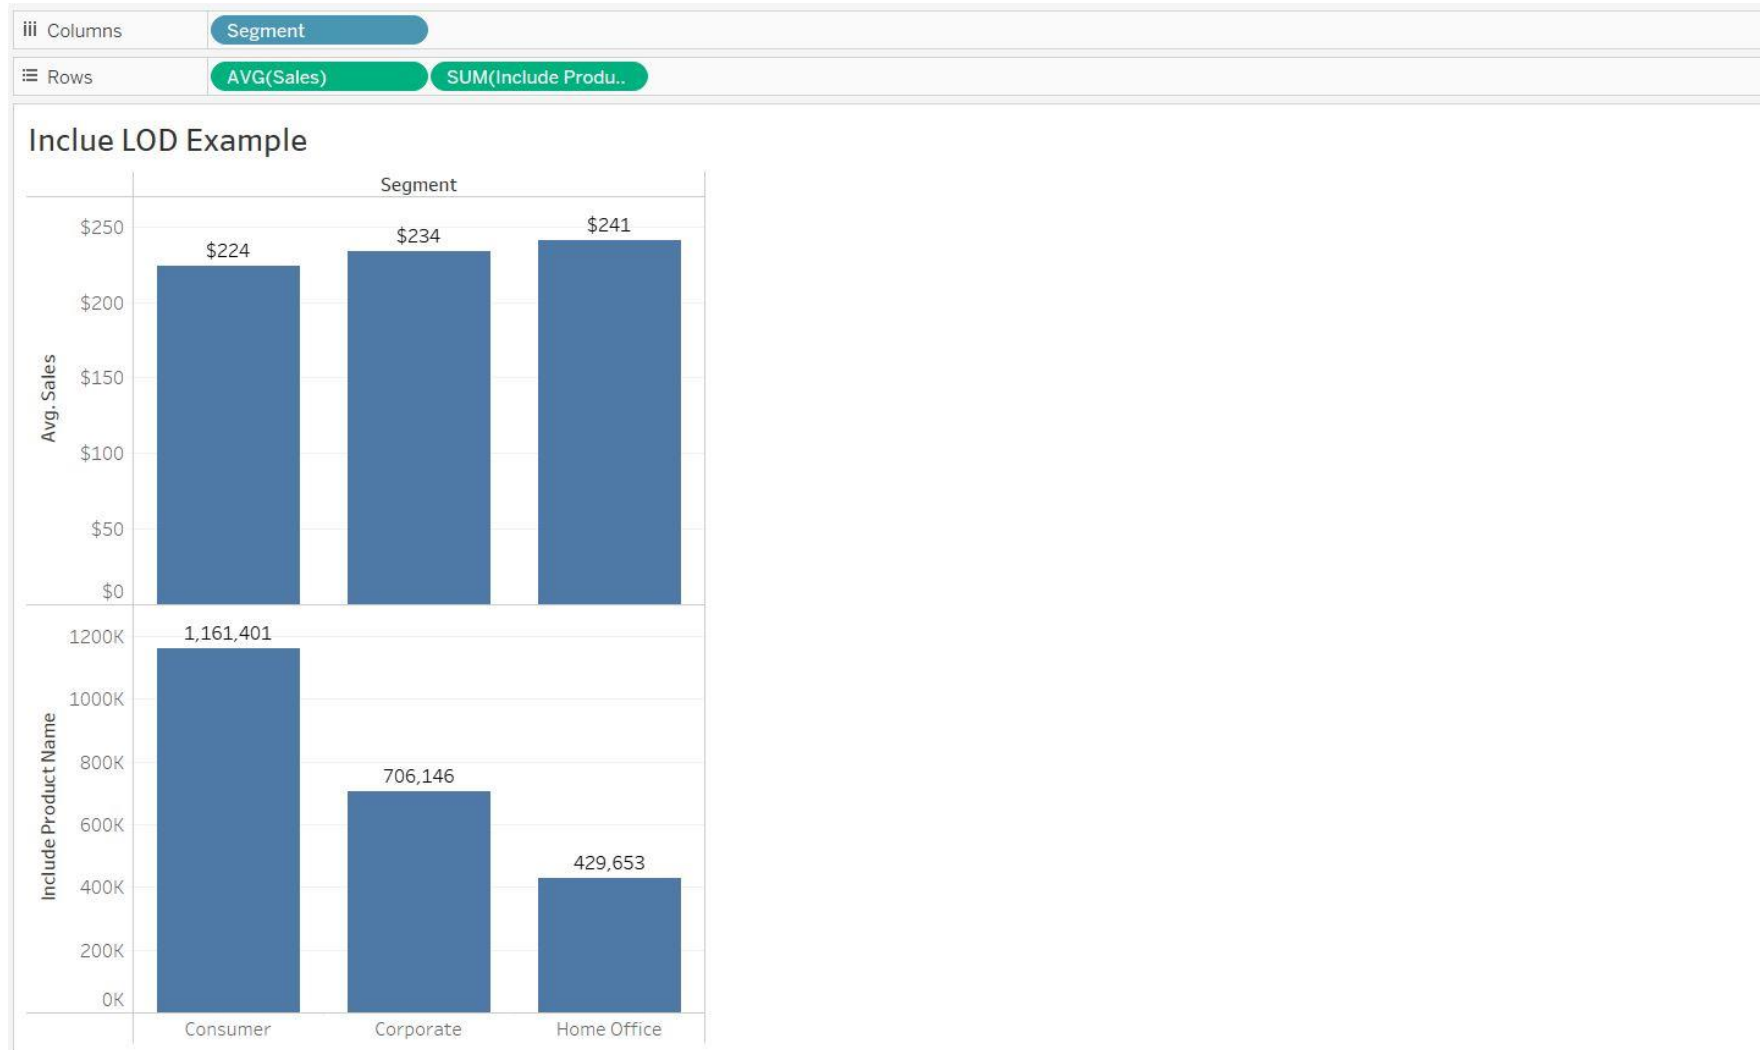 Columns Segment
Rows AVG(Sales) SUM(Include Produ..
Inclue LOD Example
Segment
$250
$200
$150
$100
$50
$0
Avg. Sales
$224
$234
$241
1200K
1000K
800K
600K
400K
200K
0K
Include Product Name
1,161,401
706,146
429,653
Consumer Corporate Home Office